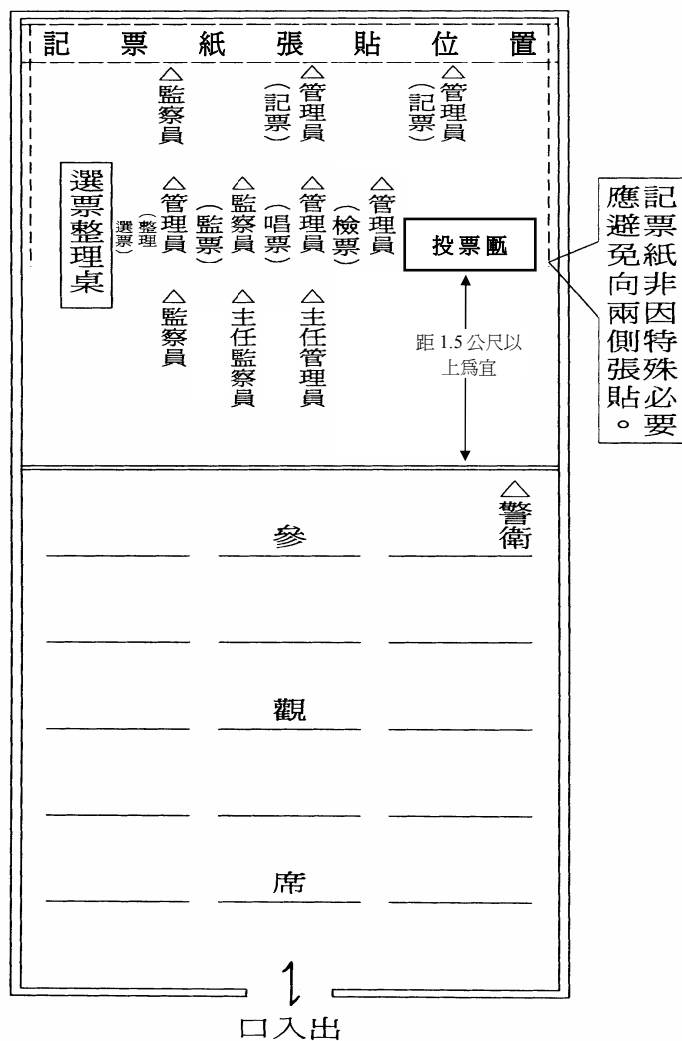 記票紙張貼位置
△管理員
（記票）
△管理員
（記票）
△監察員
投票匭
△管理員
（檢票）
△管理員
（唱票）
△監察員
（監票）
△管理員
（整理
選票）
選票整理桌
△主任管理員
△主任監察員
△監察員
距1.5公尺以
上爲宜
記票紙非因特殊必要
應避免向兩側張貼。
△警衛
參
觀
席
出入口